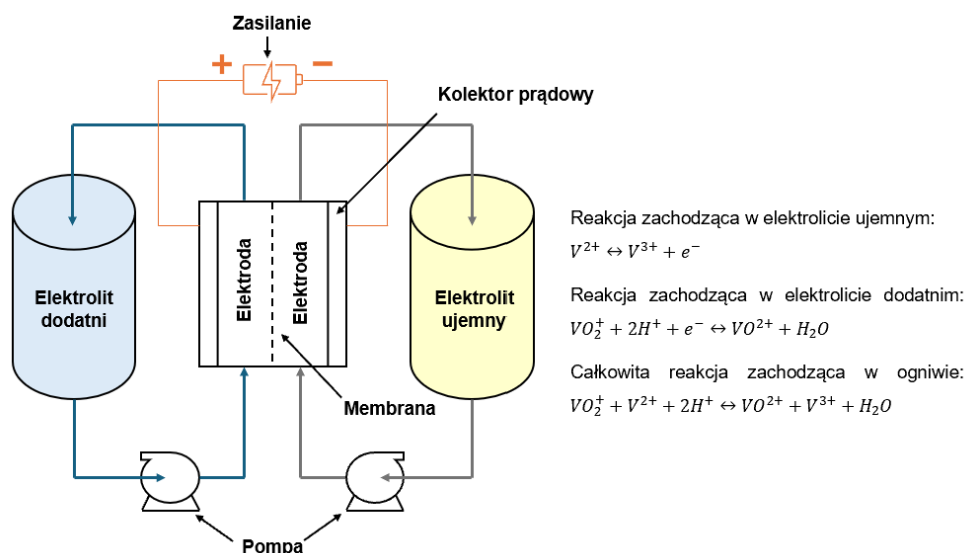 Zasilanie
+ −
Kolektor prądowy
Elektrolit
dodatni
Elektroda
Elektroda
Elektrolit
ujemny
Membrana
Pompa
Reakcja zachodząca w elektrolicie ujemnym:
V²⁺ ↔ V³⁺ + e⁻
Reakcja zachodząca w elektrolicie dodatnim:
VO₂⁺ + 2H⁺ + e⁻ ↔ VO²⁺ + H₂O
Całkowita reakcja zachodząca w ogniwie:
VO₂⁺ + V²⁺ + 2H⁺ ↔ VO²⁺ + V³⁺ + H₂O